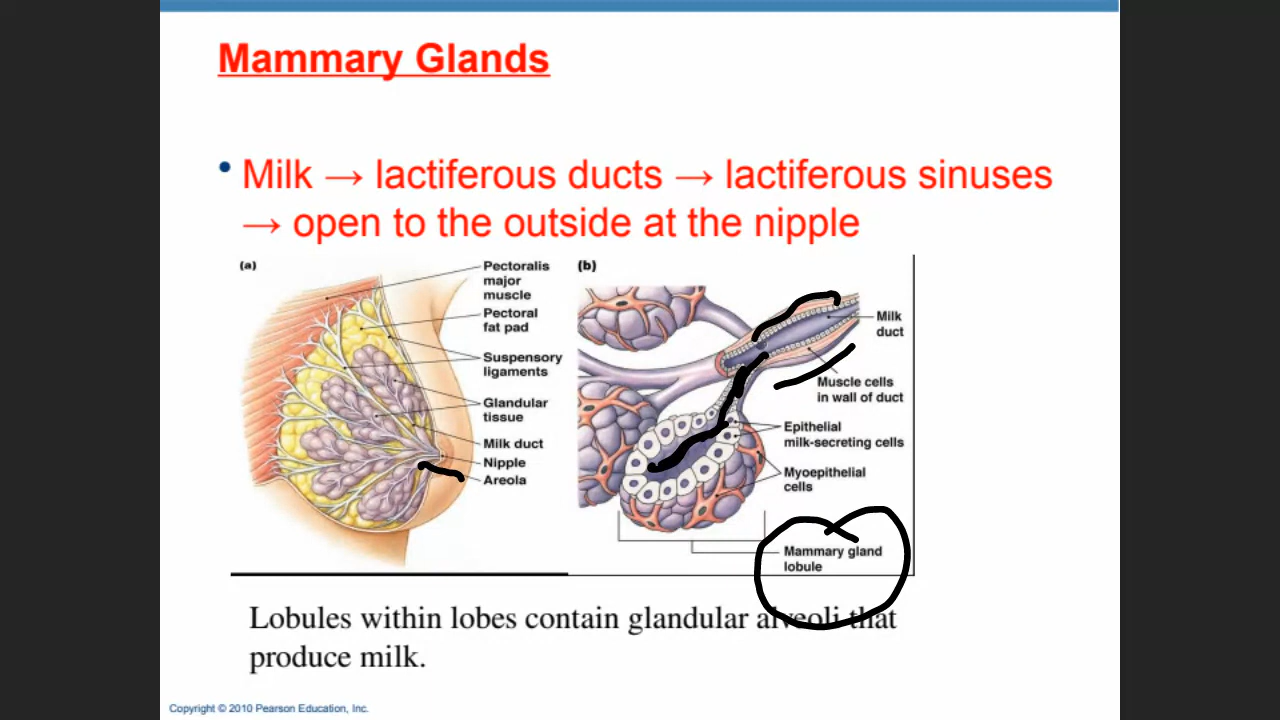 Mammary Glands
• Milk → lactiferous ducts → lactiferous sinuses
→ open to the outside at the nipple
(a)
Pectoralis
major
muscle
Pectoral
fat pad
Suspensory
ligaments
Glandular
tissue
Milk duct
Nipple
Areola
(b)
Milk
duct
Muscle cells
in wall of duct
Epithelial
milk-secreting cells
Myoepithelial
cells
Mammary gland
lobule
Lobules within lobes contain glandular alveoli that
produce milk.
Copyright © 2010 Pearson Education, Inc.